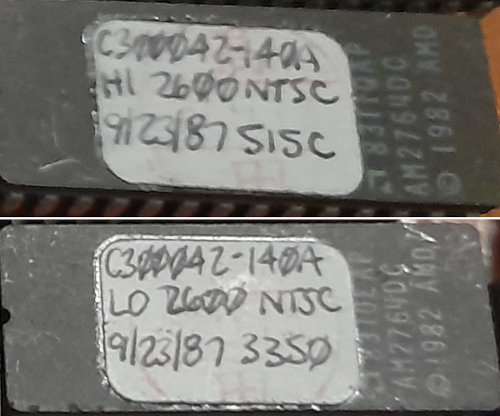 C300042-140A
HI 2600 NTSC
9/23/87 515C
AM2764DC
© 1982 AMD
C300042-140A
LO 2600 NTSC
9/23/87 3350
AM2764DC
© 1982 AMD